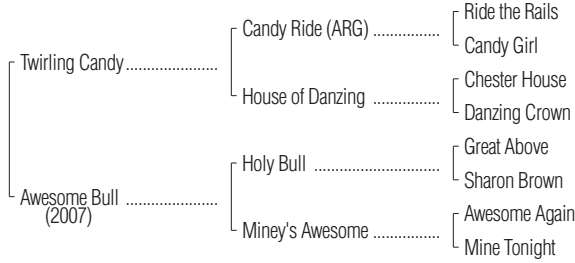 Ride the Rails
Candy Ride (ARG) ................
Candy Girl
Twirling Candy ......................
Chester House
House of Danzing ................
Danzing Crown
Great Above
Holy Bull ..............................
Sharon Brown
Awesome Bull ......................
(2007)
Awesome Again
Miney's Awesome ................
Mine Tonight